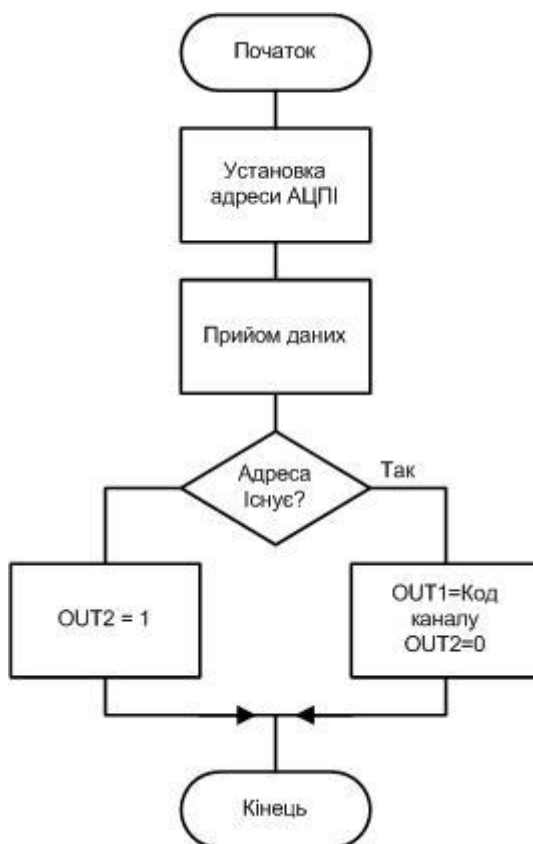 Початок
Установка
адреси АЦПІ
Прийом даних
Адреса
Існує?
Так
OUT2 = 1
OUT1=Код
каналу
OUT2=0
Кінець